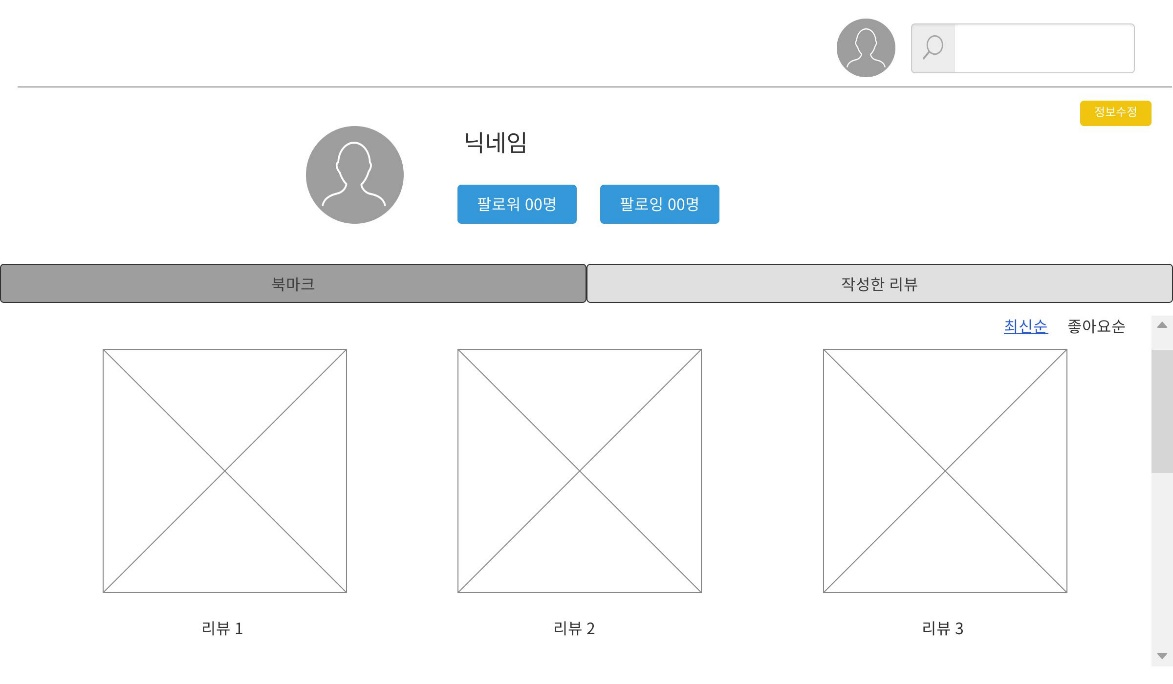 정보수정
닉네임
팔로워 00명 팔로잉 00명
북마크 작성한 리뷰
최신순 좋아요순
리뷰 1 리뷰 2 리뷰 3